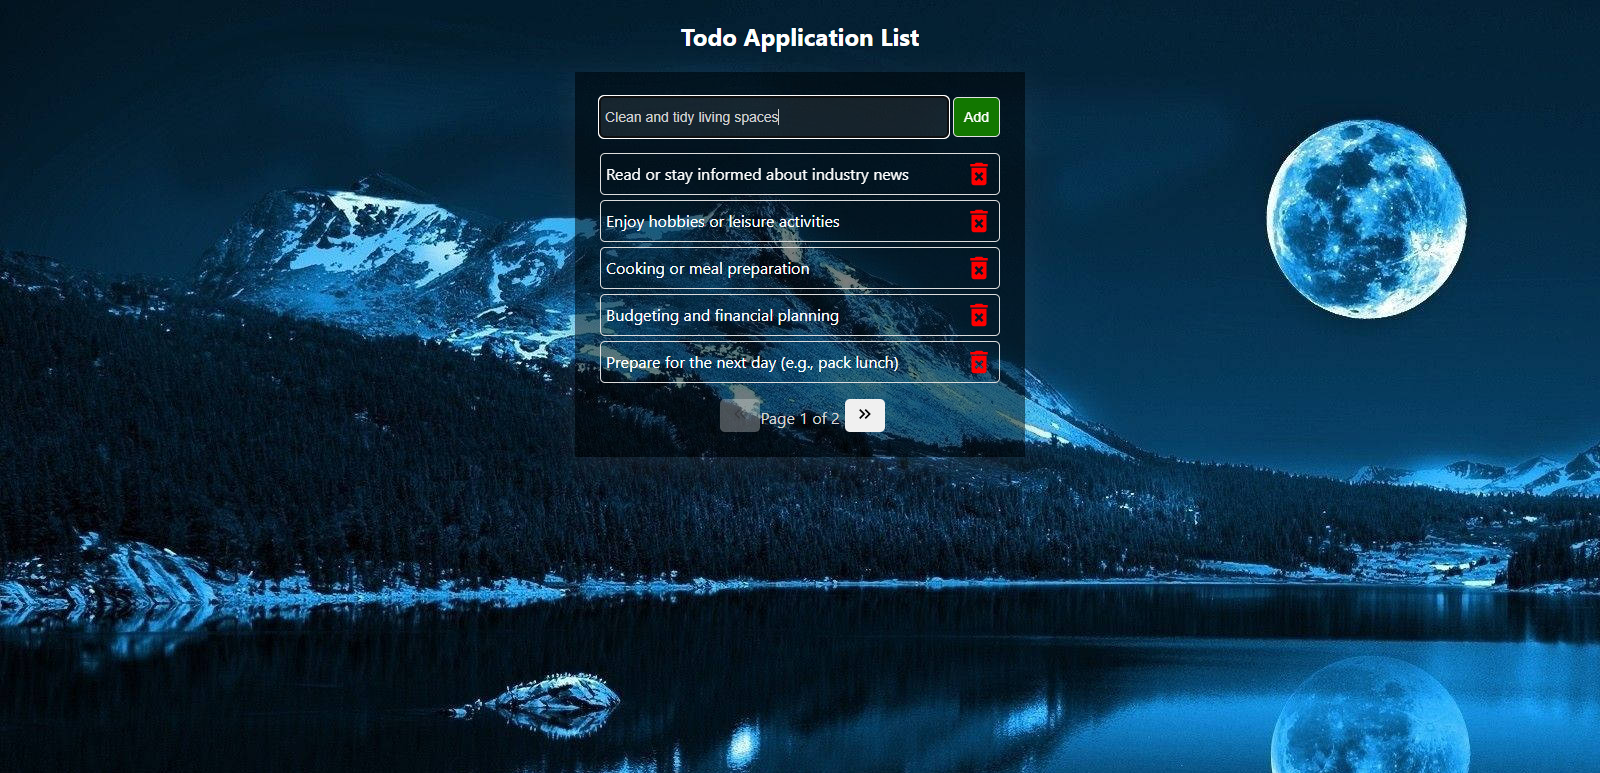 Todo Application List
Clean and tidy living spaces
Add
Read or stay informed about industry news
Enjoy hobbies or leisure activities
Cooking or meal preparation
Budgeting and financial planning
Prepare for the next day (e.g., pack lunch)
« Page 1 of 2 »